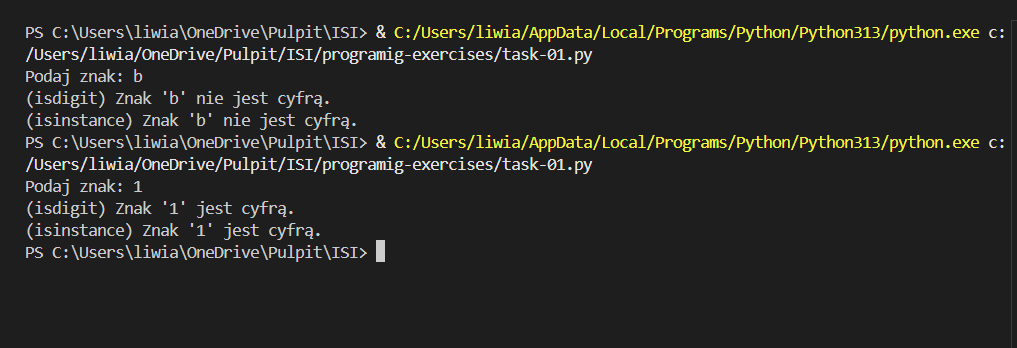 PS C:\Users\liwia\OneDrive\Pulpit\ISI> & C:/Users/liwia/AppData/Local/Programs/Python/Python313/python.exe c:
/Users/liwia/OneDrive/Pulpit/ISI/programig-exercises/task-01.py
Podaj znak: b
(isdigit) Znak 'b' nie jest cyfrą.
(isinstance) Znak 'b' nie jest cyfrą.
PS C:\Users\liwia\OneDrive\Pulpit\ISI> & C:/Users/liwia/AppData/Local/Programs/Python/Python313/python.exe c:
/Users/liwia/OneDrive/Pulpit/ISI/programig-exercises/task-01.py
Podaj znak: 1
(isdigit) Znak '1' jest cyfrą.
(isinstance) Znak '1' jest cyfrą.
PS C:\Users\liwia\OneDrive\Pulpit\ISI>